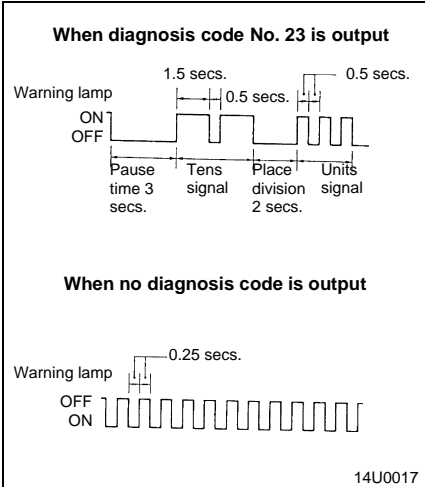 When diagnosis code No. 23 is output
1.5 secs.
0.5 secs.
0.5 secs.
Warning lamp
ON
OFF
Pause time 3 secs.
Tens signal
Place division 2 secs.
Units signal
When no diagnosis code is output
0.25 secs.
Warning lamp
OFF
ON
14U0017